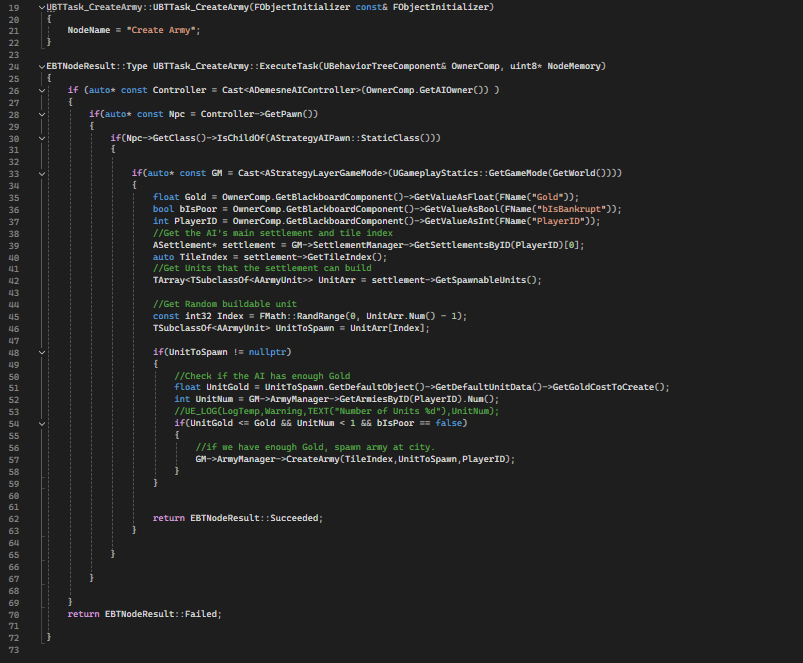 19 UBTTask_CreateArmy::UBTTask_CreateArmy(FObjectInitializer const& FObjectInitializer)
20 {
21 NodeName = "Create Army";
22 }
23
24 EBTNodeResult::Type UBTTask_CreateArmy::ExecuteTask(UBehaviorTreeComponent& OwnerComp, uint8* NodeMemory)
25 {
26 if (auto* const Controller = Cast<ADemesneAIController>(OwnerComp.GetAIOwner()) )
27 {
28 if(auto* const Npc = Controller->GetPawn())
29 {
30 if(Npc->GetClass()->IsChildOf(AStrategyAIPawn::StaticClass()))
31 {
32
33 if(auto* const GM = Cast<AStrategyLayerGameMode>(UGameplayStatics::GetGameMode(GetWorld())))
34 {
35 float Gold = OwnerComp.GetBlackboardComponent()->GetValueAsFloat(FName("Gold"));
36 bool bIsPoor = OwnerComp.GetBlackboardComponent()->GetValueAsBool(FName("bIsBankrupt"));
37 int PlayerID = OwnerComp.GetBlackboardComponent()->GetValueAsInt(FName("PlayerID"));
38 //Get the AI's main settlement and tile index
39 ASettlement* settlement = GM->SettlementManager->GetSettlementsByID(PlayerID)[0];
40 auto TileIndex = settlement->GetTileIndex();
41 //Get Units that the settlement can build
42 TArray<TSubclassOf<AArmyUnit>> UnitArr = settlement->GetSpawnableUnits();
43
44 //Get Random buildable unit
45 const int32 Index = FMath::RandRange(0, UnitArr.Num() - 1);
46 TSubclassOf<AArmyUnit> UnitToSpawn = UnitArr[Index];
47
48 if(UnitToSpawn != nullptr)
49 {
50 //Check if the AI has enough Gold
51 float UnitGold = UnitToSpawn.GetDefaultObject()->GetDefaultUnitData()->GetGoldCostToCreate();
52 int UnitNum = GM->ArmyManager->GetArmiesByID(PlayerID).Num();
53 //UE_LOG(LogTemp,Warning,TEXT("Number of Units %d"),UnitNum);
54 if(UnitGold <= Gold && UnitNum < 1 && bIsPoor == false)
55 {
56 //if we have enough Gold, spawn army at city.
57 GM->ArmyManager->CreateArmy(TileIndex,UnitToSpawn,PlayerID);
58 }
59 }
60
61
62 return EBTNodeResult::Succeeded;
63 }
64
65 }
66
67 }
68
69 }
70 return EBTNodeResult::Failed;
71
72 }
73